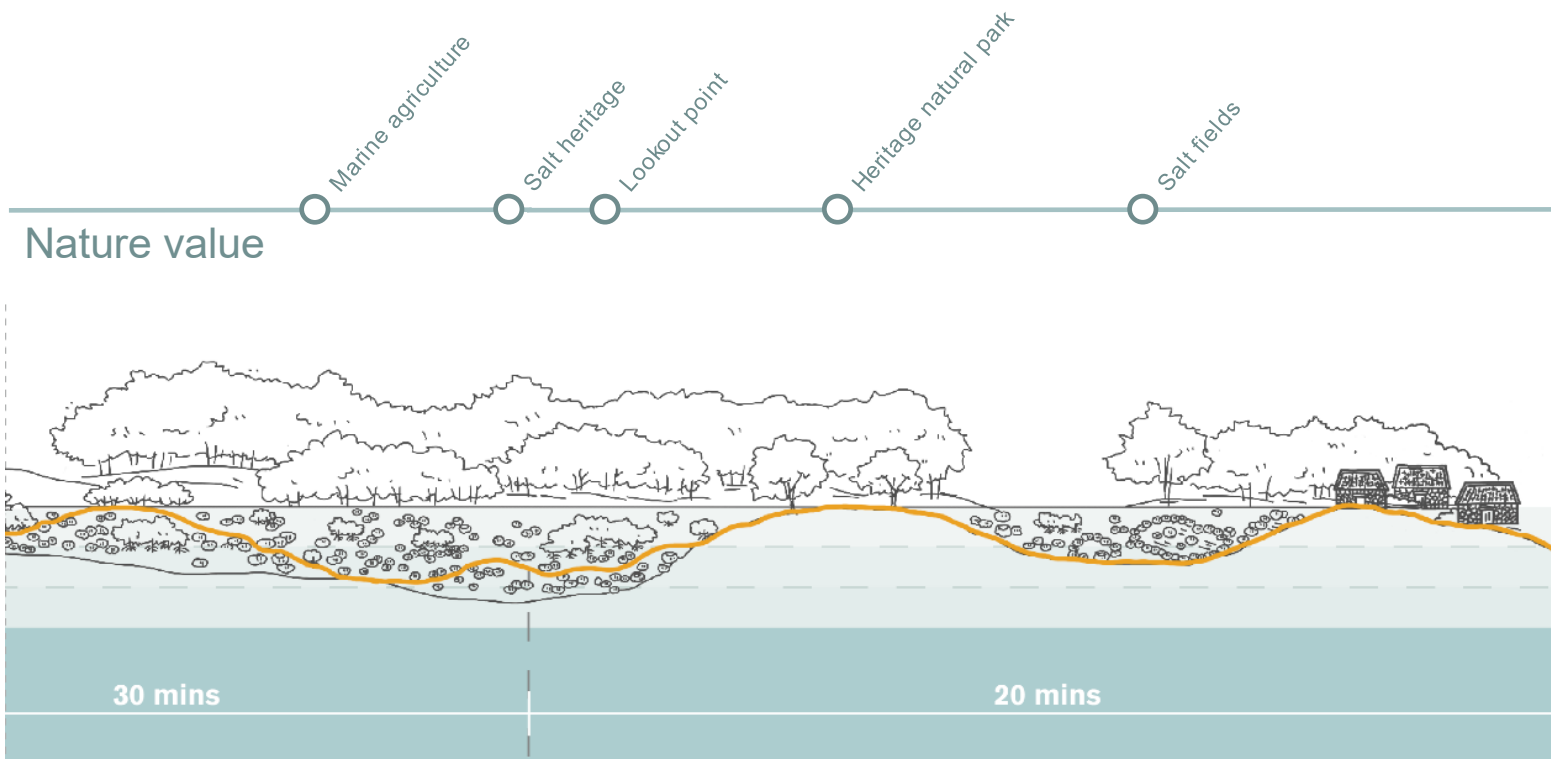 Marine agriculture
Salt heritage
Lookout point
Heritage natural park
Salt fields
Nature value
30 mins
20 mins